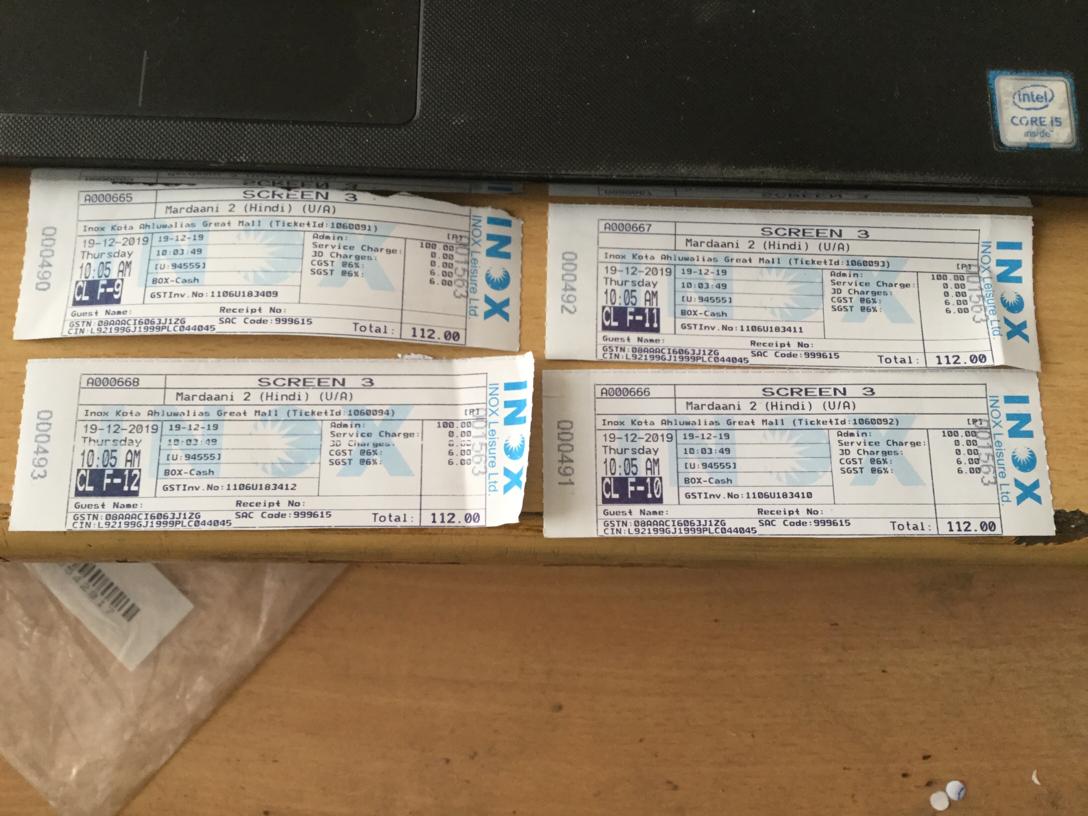 intel
CORE i5
inside™
A000665 SCREEN 3
Mardaani 2 (Hindi) (U/A)
Inox Kota Ahluwalias Great Mall (TicketId:1060091) [P]
19-12-2019 19-12-19 Admin: 100.00
Thursday 10:03:49 Service Charge: 0.00
10:05 AM [U:94555] 3D Charges: 0.00
CL F-9 BOX-Cash CGST @6%: 6.00
GSTInv.No:1106U183409 SGST @6%: 6.00
Guest Name: Receipt No:
GSTN:08AAACI6063J1ZG SAC Code:999615
CIN:L92199GJ1999PLC044045 Total: 112.00
000490
001563
INOX
INOX Leisure Ltd.
A000667 SCREEN 3
Mardaani 2 (Hindi) (U/A)
Inox Kota Ahluwalias Great Mall (TicketId:1060093) [P]
19-12-2019 19-12-19 Admin: 100.00
Thursday 10:03:49 Service Charge: 0.00
10:05 AM [U:94555] 3D Charges: 0.00
CL F-11 BOX-Cash CGST @6%: 6.00
GSTInv.No:1106U183411 SGST @6%: 6.00
Guest Name: Receipt No:
GSTN:08AAACI6063J1ZG SAC Code:999615
CIN:L92199GJ1999PLC044045 Total: 112.00
000492
001563
INOX
INOX Leisure Ltd.
A000668 SCREEN 3
Mardaani 2 (Hindi) (U/A)
Inox Kota Ahluwalias Great Mall (TicketId:1060094) [P]
19-12-2019 19-12-19 Admin: 100.00
Thursday 10:03:49 Service Charge: 0.00
10:05 AM [U:94555] 3D Charges: 0.00
CL F-12 BOX-Cash CGST @6%: 6.00
GSTInv.No:1106U183412 SGST @6%: 6.00
Guest Name: Receipt No:
GSTN:08AAACI6063J1ZG SAC Code:999615
CIN:L92199GJ1999PLC044045 Total: 112.00
000493
001563
INOX
INOX Leisure Ltd.
A000666 SCREEN 3
Mardaani 2 (Hindi) (U/A)
Inox Kota Ahluwalias Great Mall (TicketId:1060092) [P]
19-12-2019 19-12-19 Admin: 100.00
Thursday 10:03:49 Service Charge: 0.00
10:05 AM [U:94555] 3D Charges: 0.00
CL F-10 BOX-Cash CGST @6%: 6.00
GSTInv.No:1106U183410 SGST @6%: 6.00
Guest Name: Receipt No:
GSTN:08AAACI6063J1ZG SAC Code:999615
CIN:L92199GJ1999PLC044045 Total: 112.00
000491
001563
INOX
INOX Leisure Ltd.